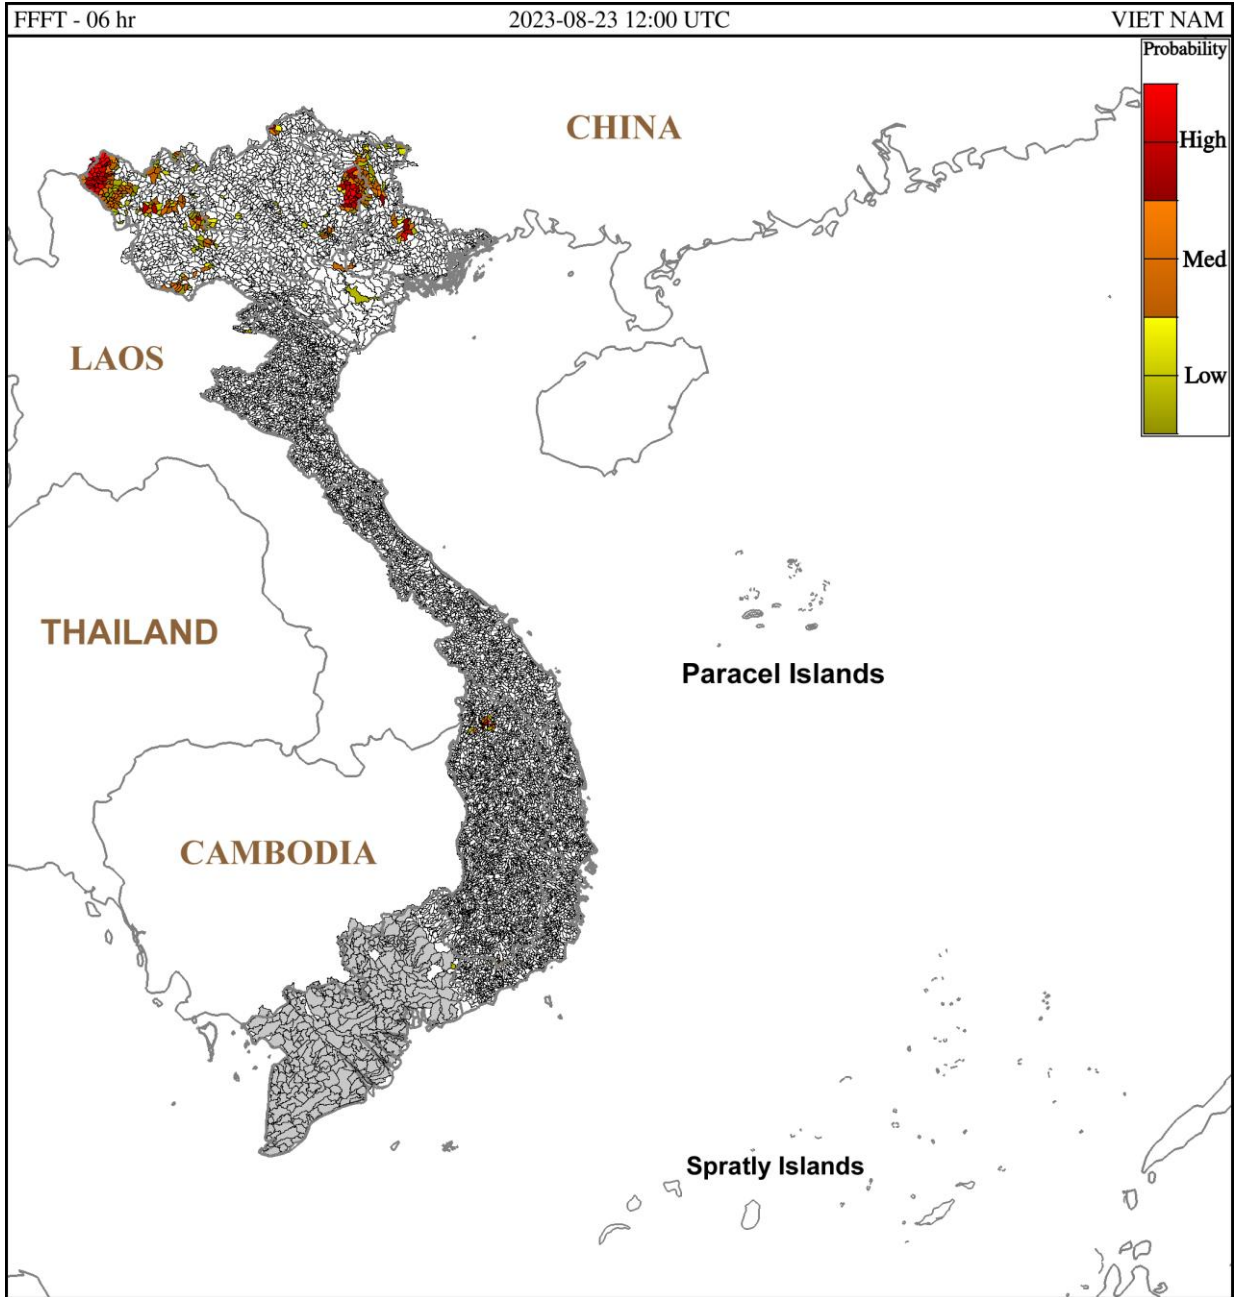 FFFT - 06 hr 2023-08-23 12:00 UTC VIET NAM
Probability
CHINA
High
Med
LAOS
Low
THAILAND
Paracel Islands
CAMBODIA
Spratly Islands